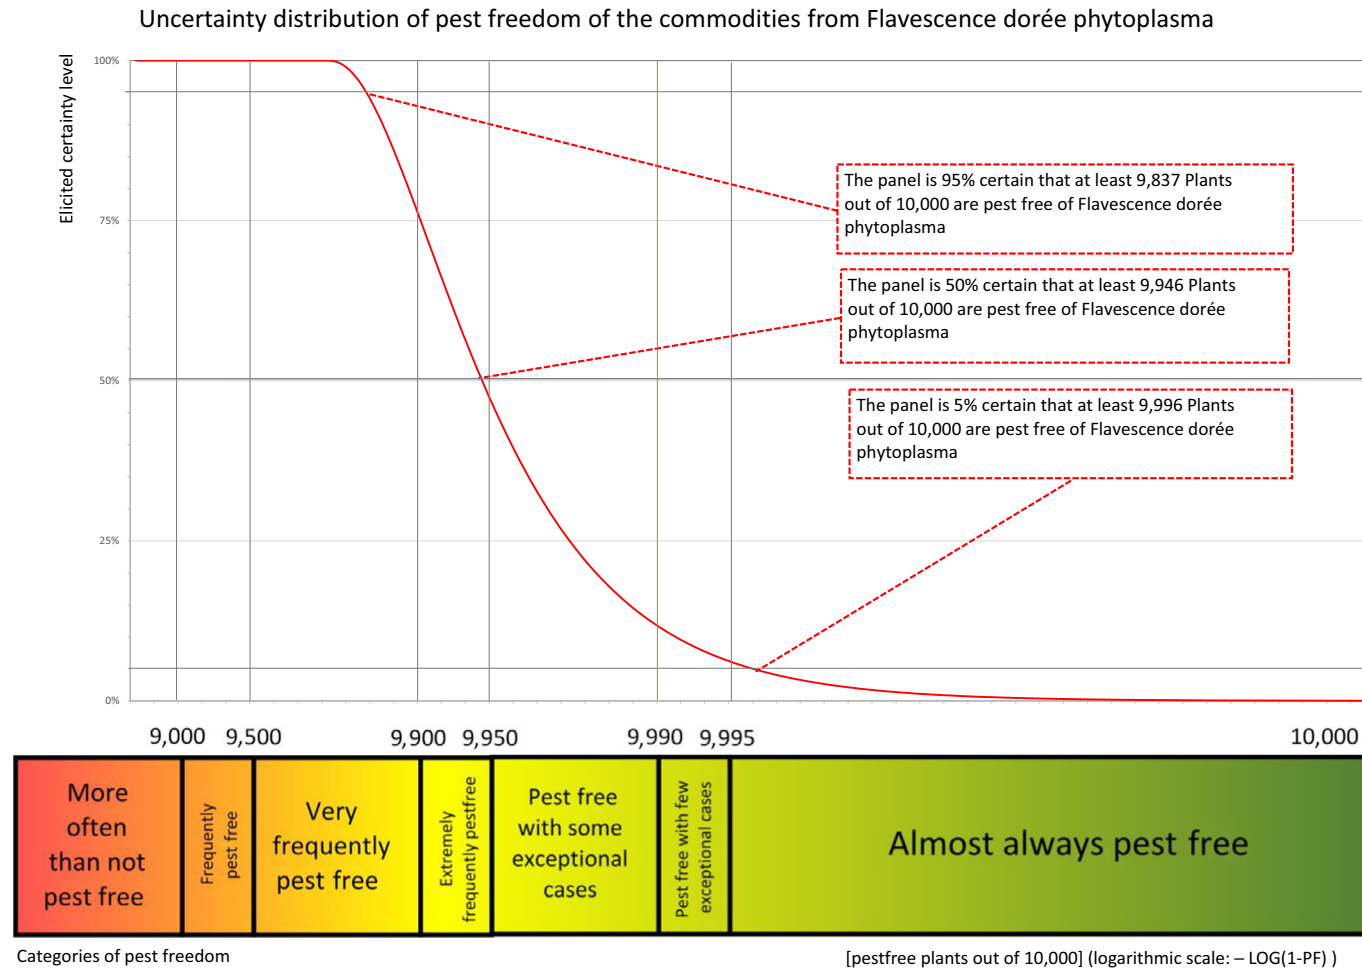 Uncertainty distribution of pest freedom of the commodities from Flavescence dorée phytoplasma
Elicited certainty level
100%
75%
50%
25%
0%
The panel is 95% certain that at least 9,837 Plants
out of 10,000 are pest free of Flavescence dorée
phytoplasma
The panel is 50% certain that at least 9,946 Plants
out of 10,000 are pest free of Flavescence dorée
phytoplasma
The panel is 5% certain that at least 9,996 Plants
out of 10,000 are pest free of Flavescence dorée
phytoplasma
9,000 9,500 9,900 9,950 9,990 9,995 10,000
More
often
than not
pest free
Frequently
pest free
Very
frequently
pest free
Extremely
frequently pestfree
Pest free
with some
exceptional
cases
Pest free with few
exceptional cases
Almost always pest free
Categories of pest freedom
[pestfree plants out of 10,000] (logarithmic scale: – LOG(1-PF) )